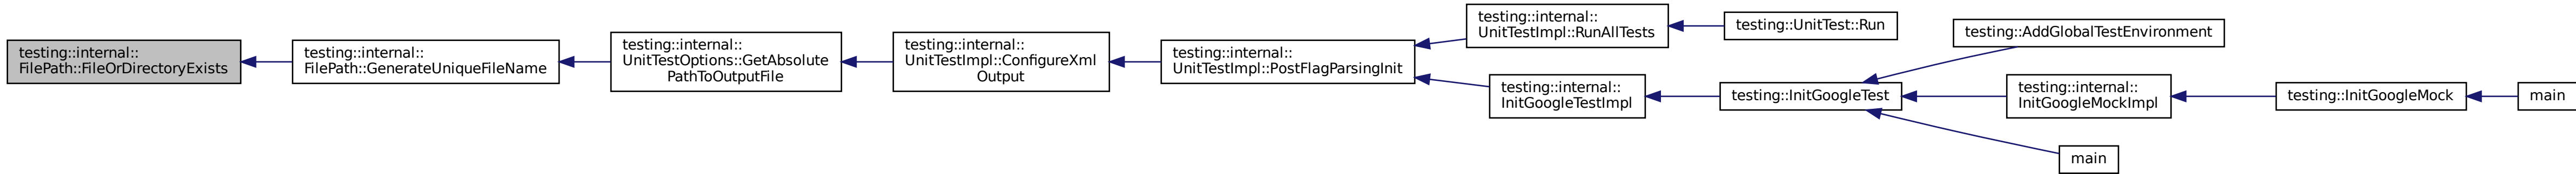 testing::internal::
FilePath::FileOrDirectoryExists
testing::internal::
FilePath::GenerateUniqueFileName
testing::internal::
UnitTestOptions::GetAbsolute
PathToOutputFile
testing::internal::
UnitTestImpl::ConfigureXml
Output
testing::internal::
UnitTestImpl::PostFlagParsingInit
testing::internal::
UnitTestImpl::RunAllTests
testing::UnitTest::Run
testing::internal::
InitGoogleTestImpl
testing::InitGoogleTest
testing::AddGlobalTestEnvironment
testing::internal::
InitGoogleMockImpl
testing::InitGoogleMock
main
main